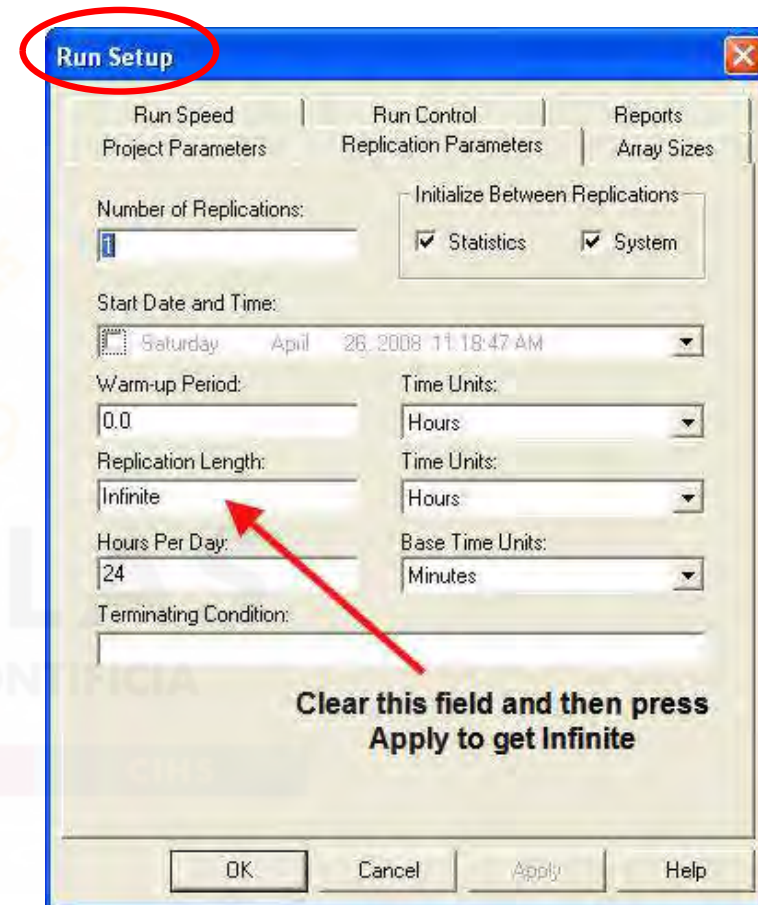 Run Setup
Run Speed Run Control Reports
Project Parameters Replication Parameters Array Sizes
Number of Replications:
1
Initialize Between Replications
Statistics System
Start Date and Time:
Saturday April 26, 2008 11:18:47 AM
Warm-up Period: Time Units:
0.0 Hours
Replication Length: Time Units:
Infinite Hours
Hours Per Day: Base Time Units:
24 Minutes
Terminating Condition:
Clear this field and then press
Apply to get Infinite
OK Cancel Apply Help